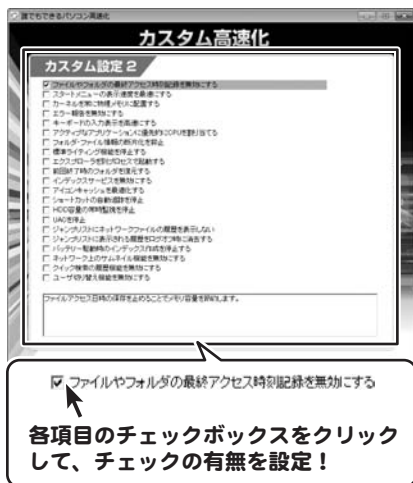 誰でもできるパソコン高速化
カスタム高速化
カスタム設定 2
ファイルやフォルダの最終アクセス時刻記録を無効にする
スタートメニューの表示速度を最速にする
カーネルを常に物理メモリに配置する
エラー報告を無効にする
キーボードの入力表示を高速にする
アクティブなアプリケーションに優先的にCPUを割り当てる
フォルダ・ファイル情報の断片化を抑止
標準ライティング機能を停止する
エクスプローラを別プロセスで起動する
前回終了時のフォルダを復元する
インデックスサービスを無効にする
アイコンキャッシュを最適化する
ショートカットの自動追跡を停止
HDD容量の常時監視を停止
UACを停止
ジャンプリストにネットワークファイルの履歴を表示しない
ジャンプリストに表示される履歴をログオフ時に消去する
バッテリー駆動時のインデックス作成を停止する
ネットワーク上のサムネイル機能を無効にする
クイック検索の履歴機能を無効にする
ユーザ切り替え機能を無効にする
ファイルアクセス日時の保存を止めることでメモリ容量を節約します。
ファイルやフォルダの最終アクセス時刻記録を無効にする
各項目のチェックボックスをクリック
して、チェックの有無を設定！